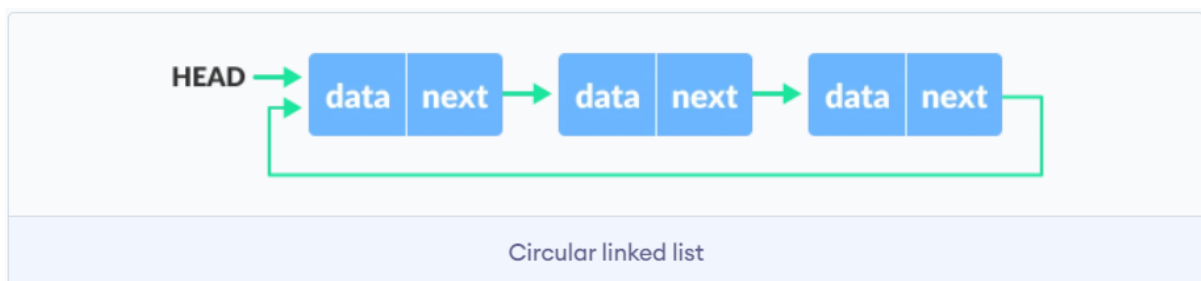 HEAD
data next data next data next
Circular linked list